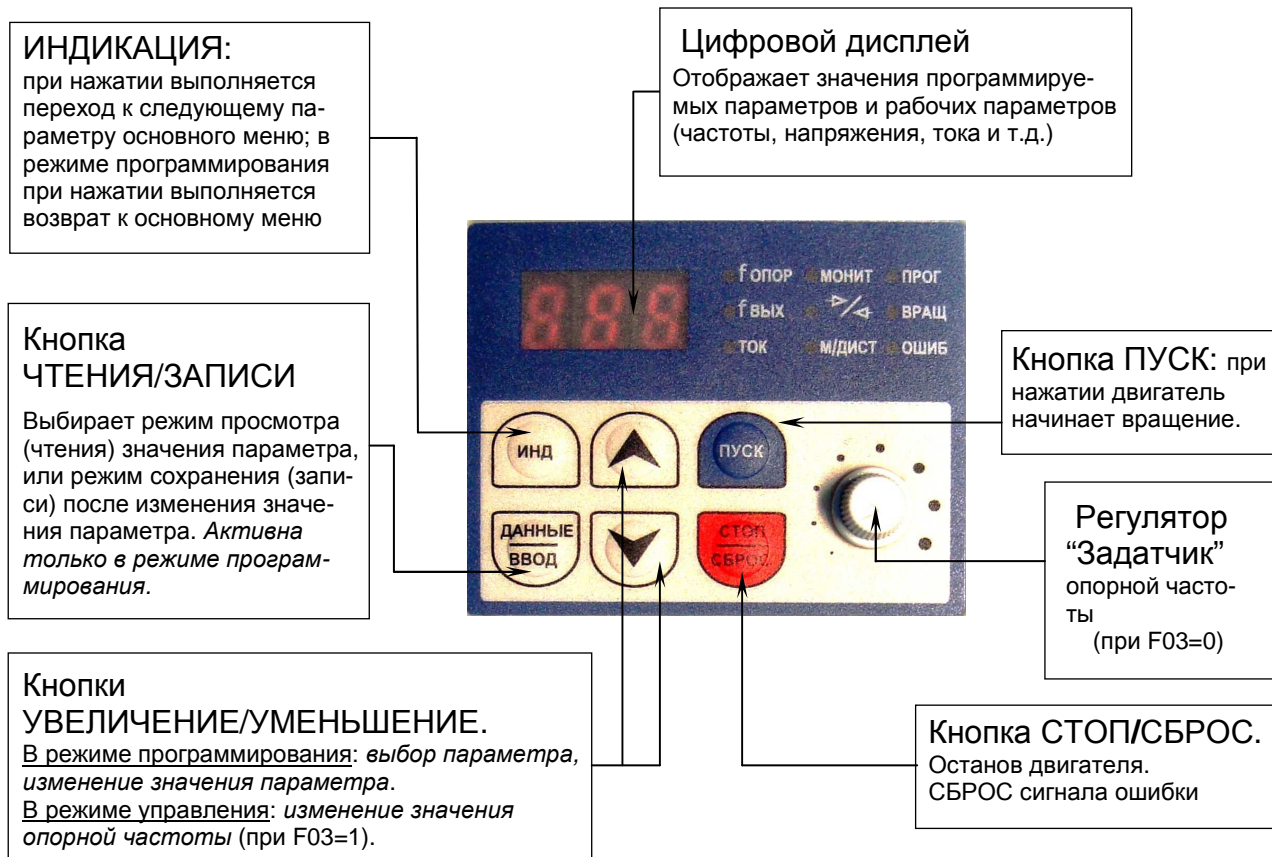 ИНДИКАЦИЯ:
при нажатии выполняется
переход к следующему па-
раметру основного меню; в
режиме программирования
при нажатии выполняется
возврат к основному меню
Цифровой дисплей
Отображает значения программируе-
мых параметров и рабочих параметров
(частоты, напряжения, тока и т.д.)
Кнопка
ЧТЕНИЯ/ЗАПИСИ
Выбирает режим просмотра
(чтения) значения параметра,
или режим сохранения (запи-
си) после изменения значе-
ния параметра. Активна
только в режиме програм-
мирования.
888
f ОПОР МОНИТ ПРОГ
f ВЫХ ВРАЩ
ТОК М/ДИСТ ОШИБ
ИНД
ПУСК
ДАННЫЕ
ВВОД
СТОП
СБРОС
Кнопка ПУСК: при
нажатии двигатель
начинает вращение.
Регулятор
“Задатчик”
опорной часто-
ты
(при F03=0)
Кнопки
УВЕЛИЧЕНИЕ/УМЕНЬШЕНИЕ.
В режиме программирования: выбор параметра,
изменение значения параметра.
В режиме управления: изменение значения
опорной частоты (при F03=1).
Кнопка СТОП/СБРОС.
Останов двигателя.
СБРОС сигнала ошибки